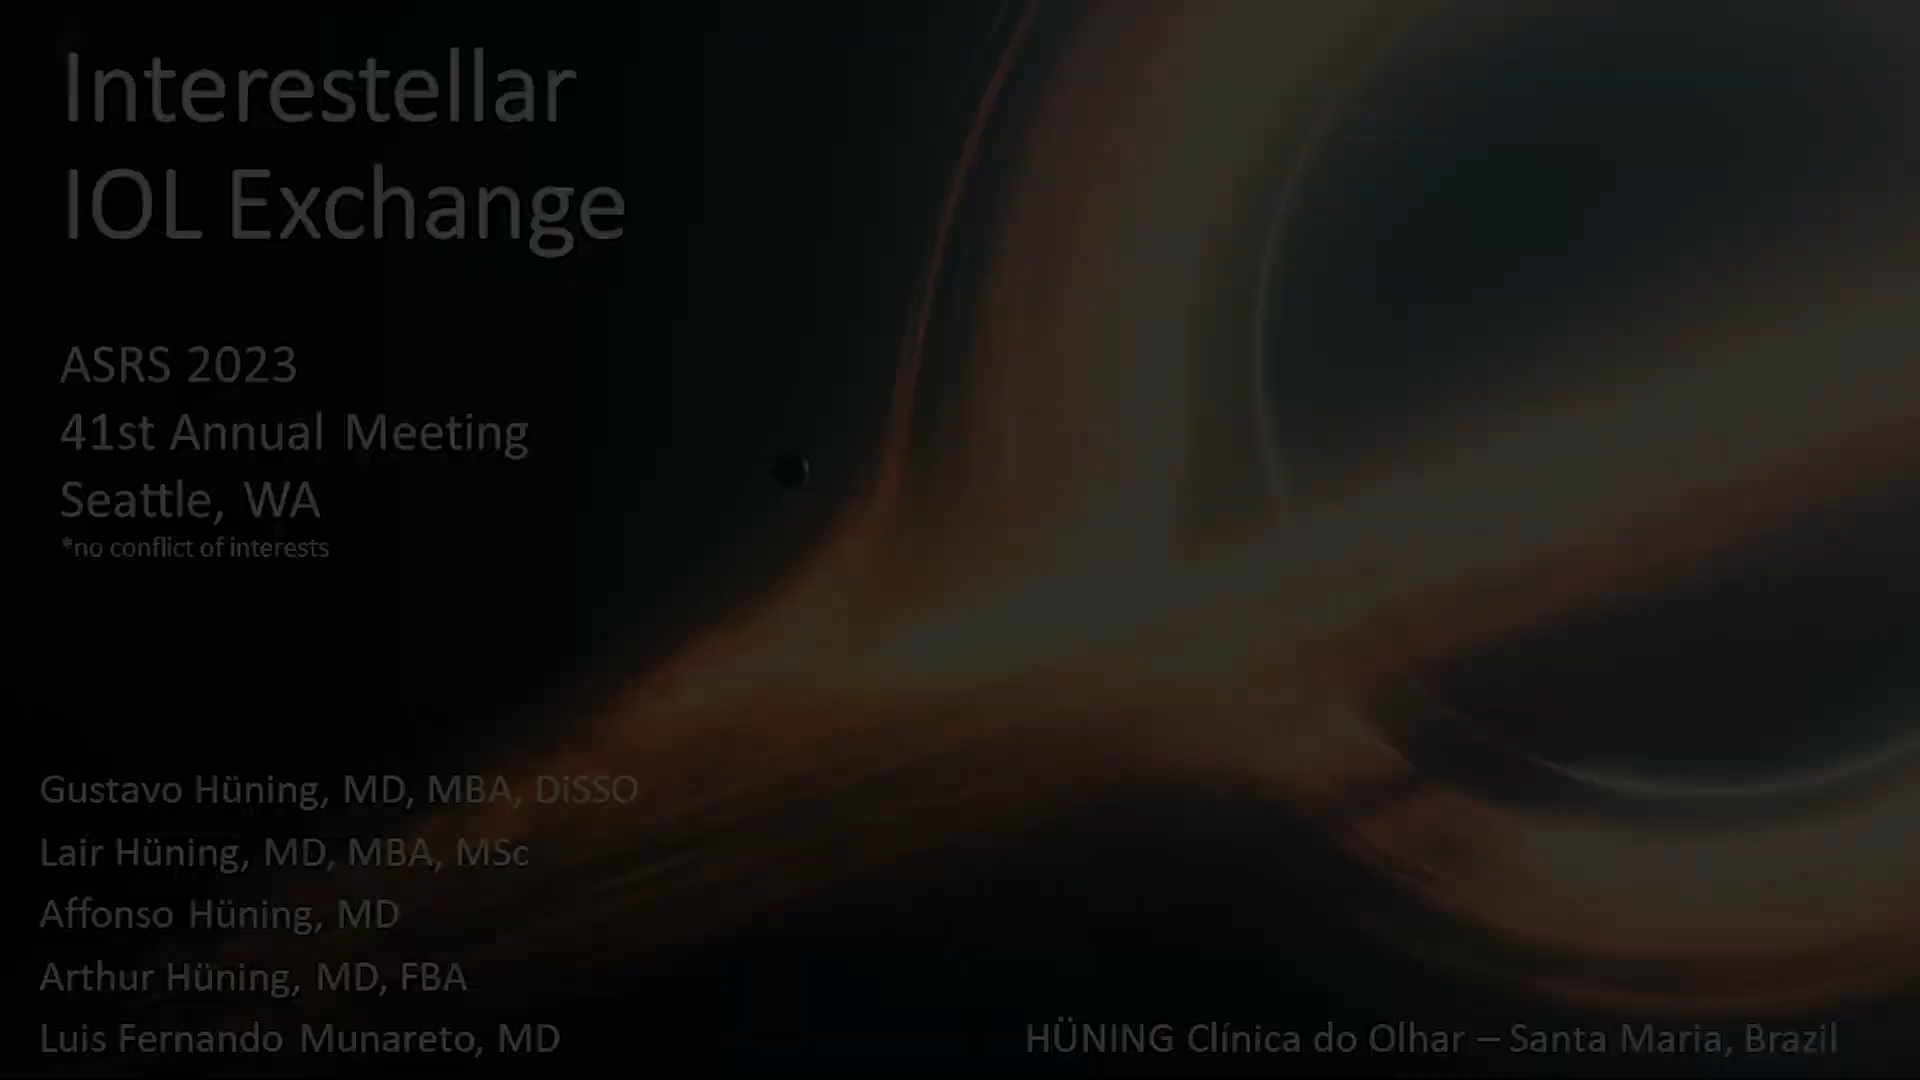 Interestellar
IOL Exchange
ASRS 2023
41st Annual Meeting
Seattle, WA
*no conflict of interests
Gustavo Hüning, MD, MBA, DiSSO
Lair Hüning, MD, MBA, MSc
Affonso Hüning, MD
Arthur Hüning, MD, FBA
Luis Fernando Munareto, MD
HÜNING Clínica do Olhar – Santa Maria, Brazil